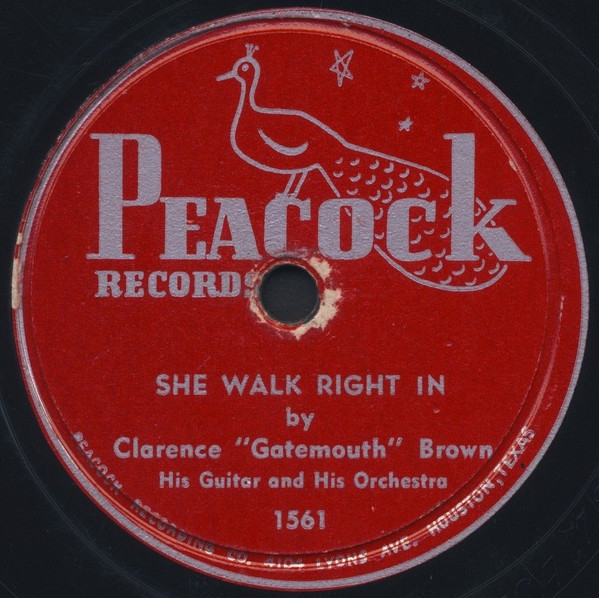 PEACOCK
RECORDS
SHE WALK RIGHT IN
by
Clarence "Gatemouth" Brown
His Guitar and His Orchestra
1561
PEACOCK RECORDING CO. 4104 LYONS AVE. HOUSTON, TEXAS